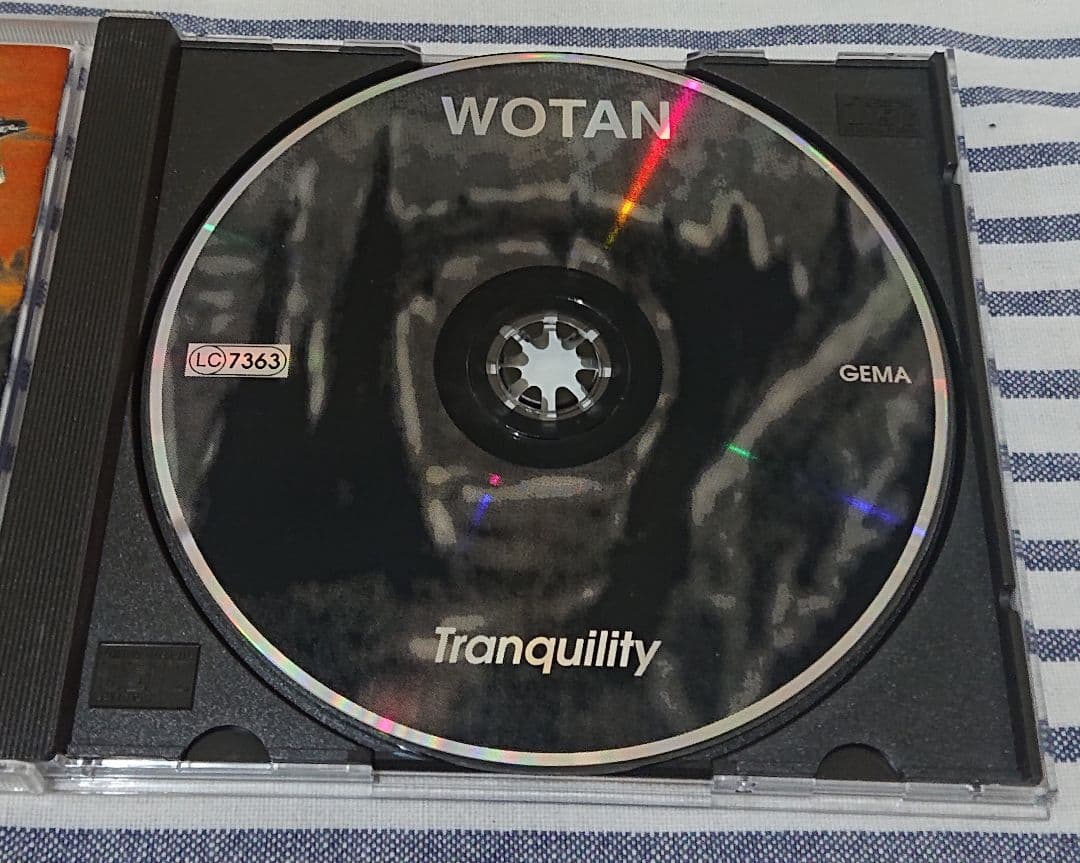 WOTAN
LC 7363
GEMA
Tranquility